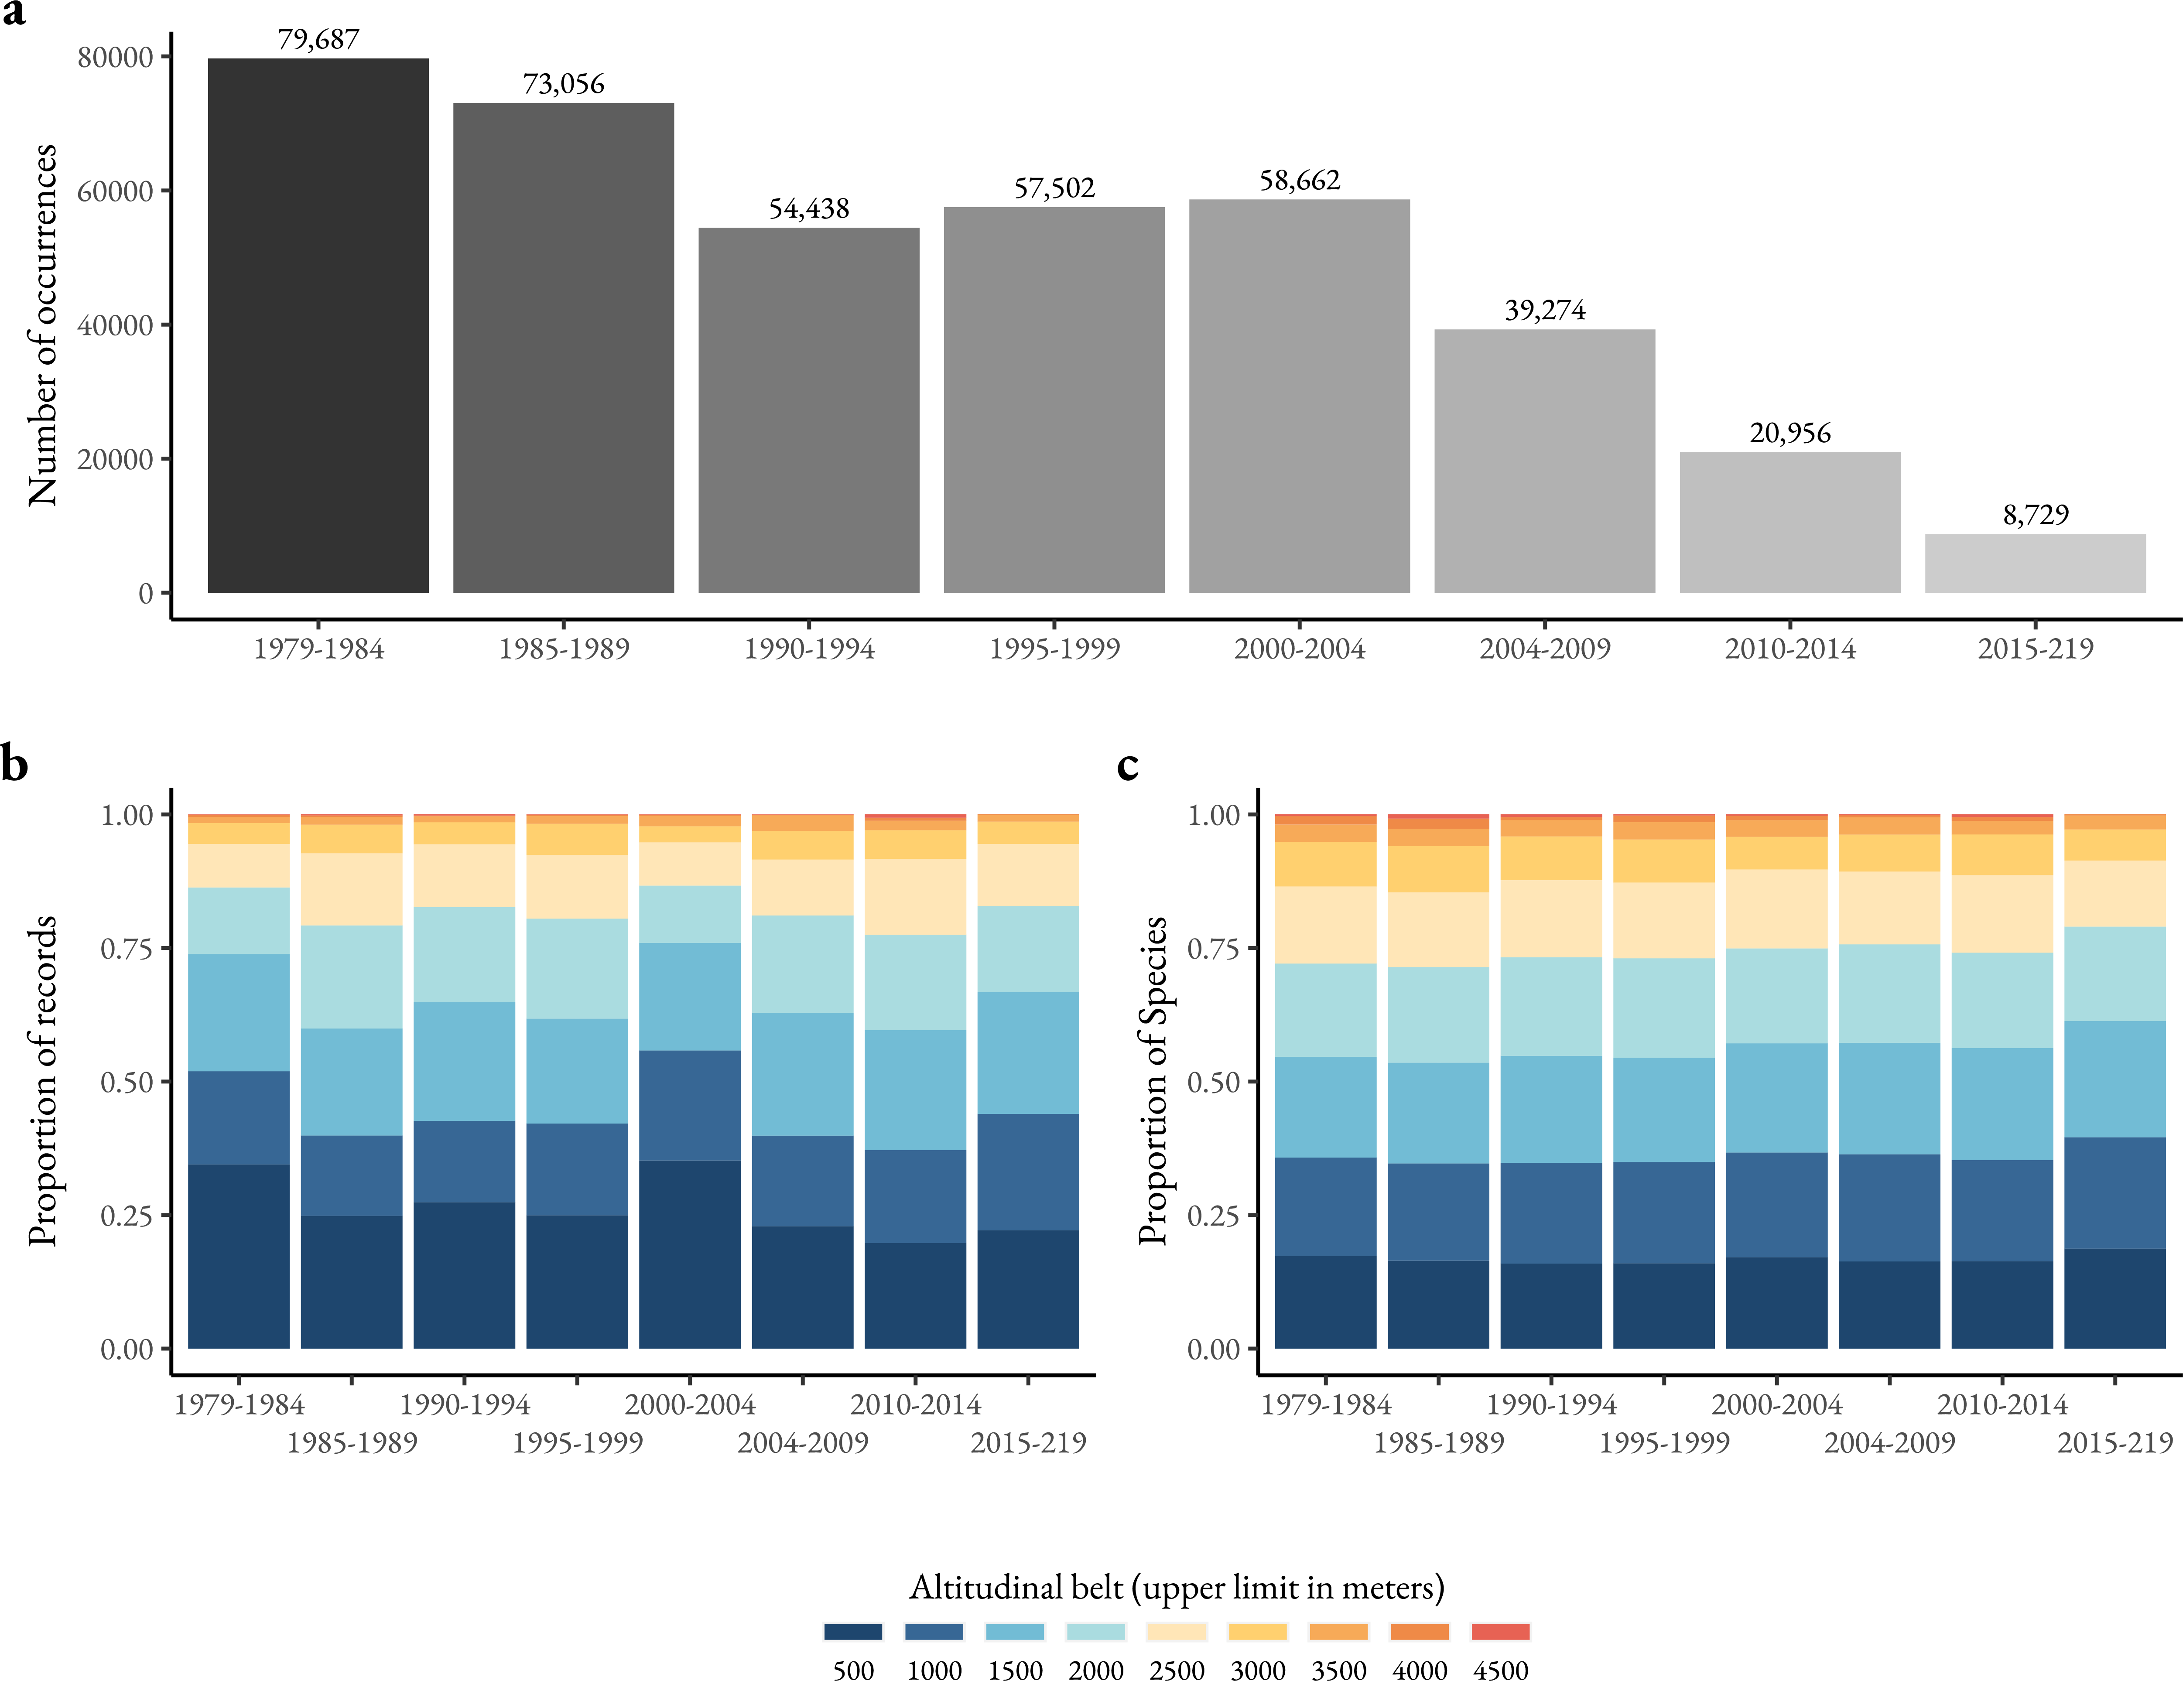 a
79,687
73,056
54,438
57,502
58,662
39,274
20,956
8,729
80000
60000
40000
20000
0
Number of occurrences
1979-1984 1985-1989 1990-1994 1995-1999 2000-2004 2004-2009 2010-2014 2015-219
b
1.00
0.75
0.50
0.25
0.00
Proportion of records
1979-1984 1990-1994 2000-2004 2010-2014
1985-1989 1995-1999 2004-2009 2015-219
c
1.00
0.75
0.50
0.25
0.00
Proportion of Species
1979-1984 1990-1994 2000-2004 2010-2014
1985-1989 1995-1999 2004-2009 2015-219
Altitudinal belt (upper limit in meters)
500 1000 1500 2000 2500 3000 3500 4000 4500